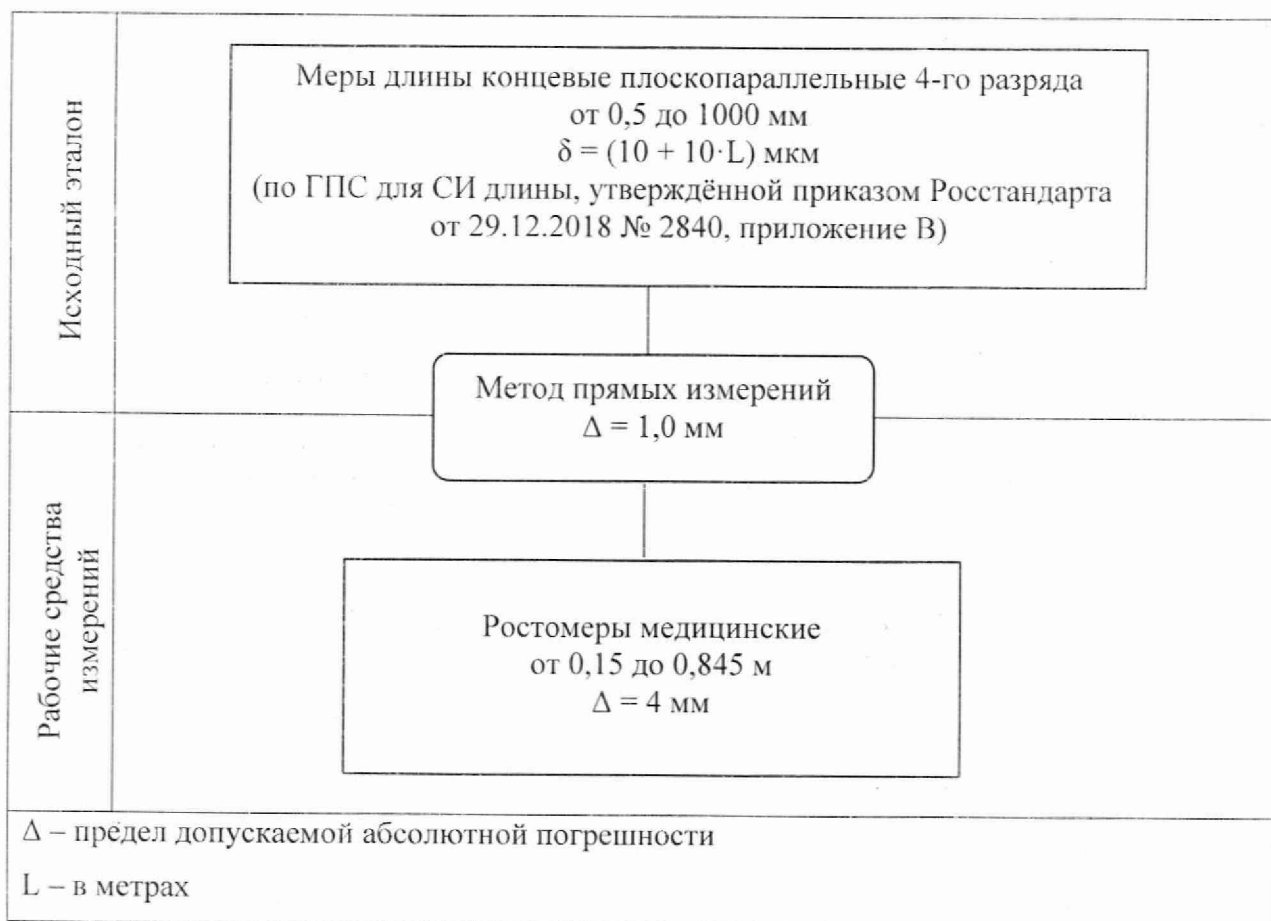 Исходный эталон
Меры длины концевые плоскопараллельные 4-го разряда
от 0,5 до 1000 мм
δ = (10 + 10·L) мкм
(по ГПС для СИ длины, утверждённой приказом Росстандарта
от 29.12.2018 № 2840, приложение В)
Метод прямых измерений
Δ = 1,0 мм
Рабочие средства
измерений
Ростомеры медицинские
от 0,15 до 0,845 м
Δ = 4 мм
Δ – предел допускаемой абсолютной погрешности
L – в метрах